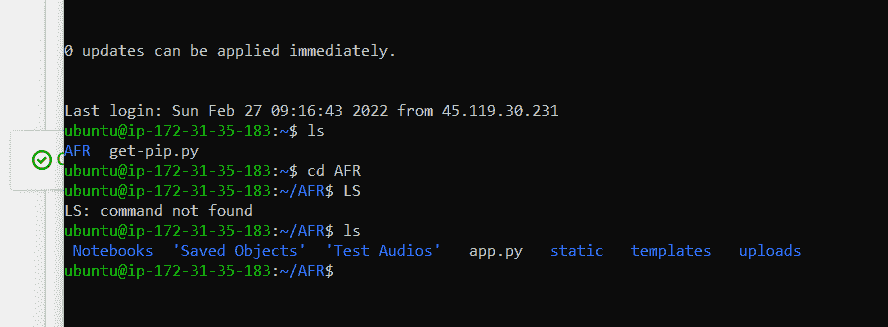 0 updates can be applied immediately.
Last login: Sun Feb 27 09:16:43 2022 from 45.119.30.231
ubuntu@ip-172-31-35-183:~$ ls
AFR  get-pip.py
ubuntu@ip-172-31-35-183:~$ cd AFR
ubuntu@ip-172-31-35-183:~/AFR$ LS
LS: command not found
ubuntu@ip-172-31-35-183:~/AFR$ ls
Notebooks  'Saved Objects'  'Test Audios'   app.py   static   templates   uploads
ubuntu@ip-172-31-35-183:~/AFR$